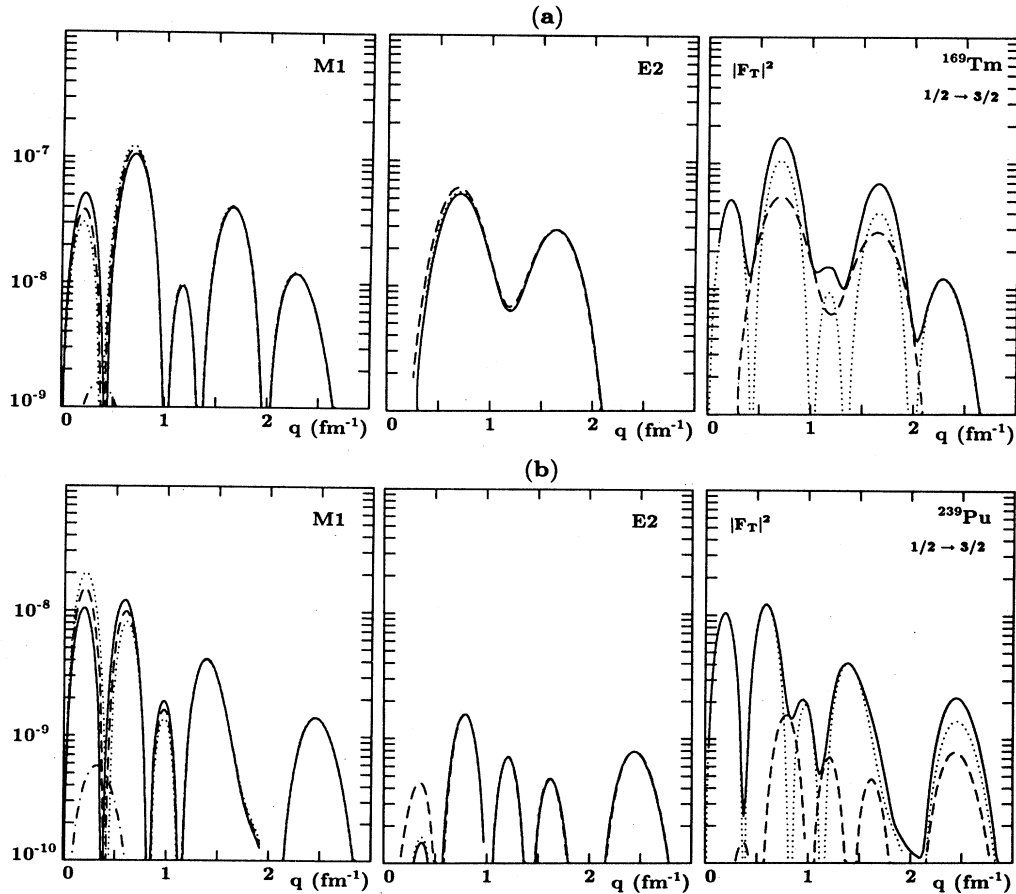 (a)
M1
E2
|F_T|²
¹⁶⁹Tm
1/2 → 3/2
10⁻⁷
10⁻⁸
10⁻⁹
0 1 2
q (fm⁻¹)
0 1 2
q (fm⁻¹)
0 1 2
q (fm⁻¹)
(b)
M1
E2
|F_T|²
²³⁹Pu
1/2 → 3/2
10⁻⁸
10⁻⁹
10⁻¹⁰
0 1 2
q (fm⁻¹)
0 1 2
q (fm⁻¹)
0 1 2
q (fm⁻¹)